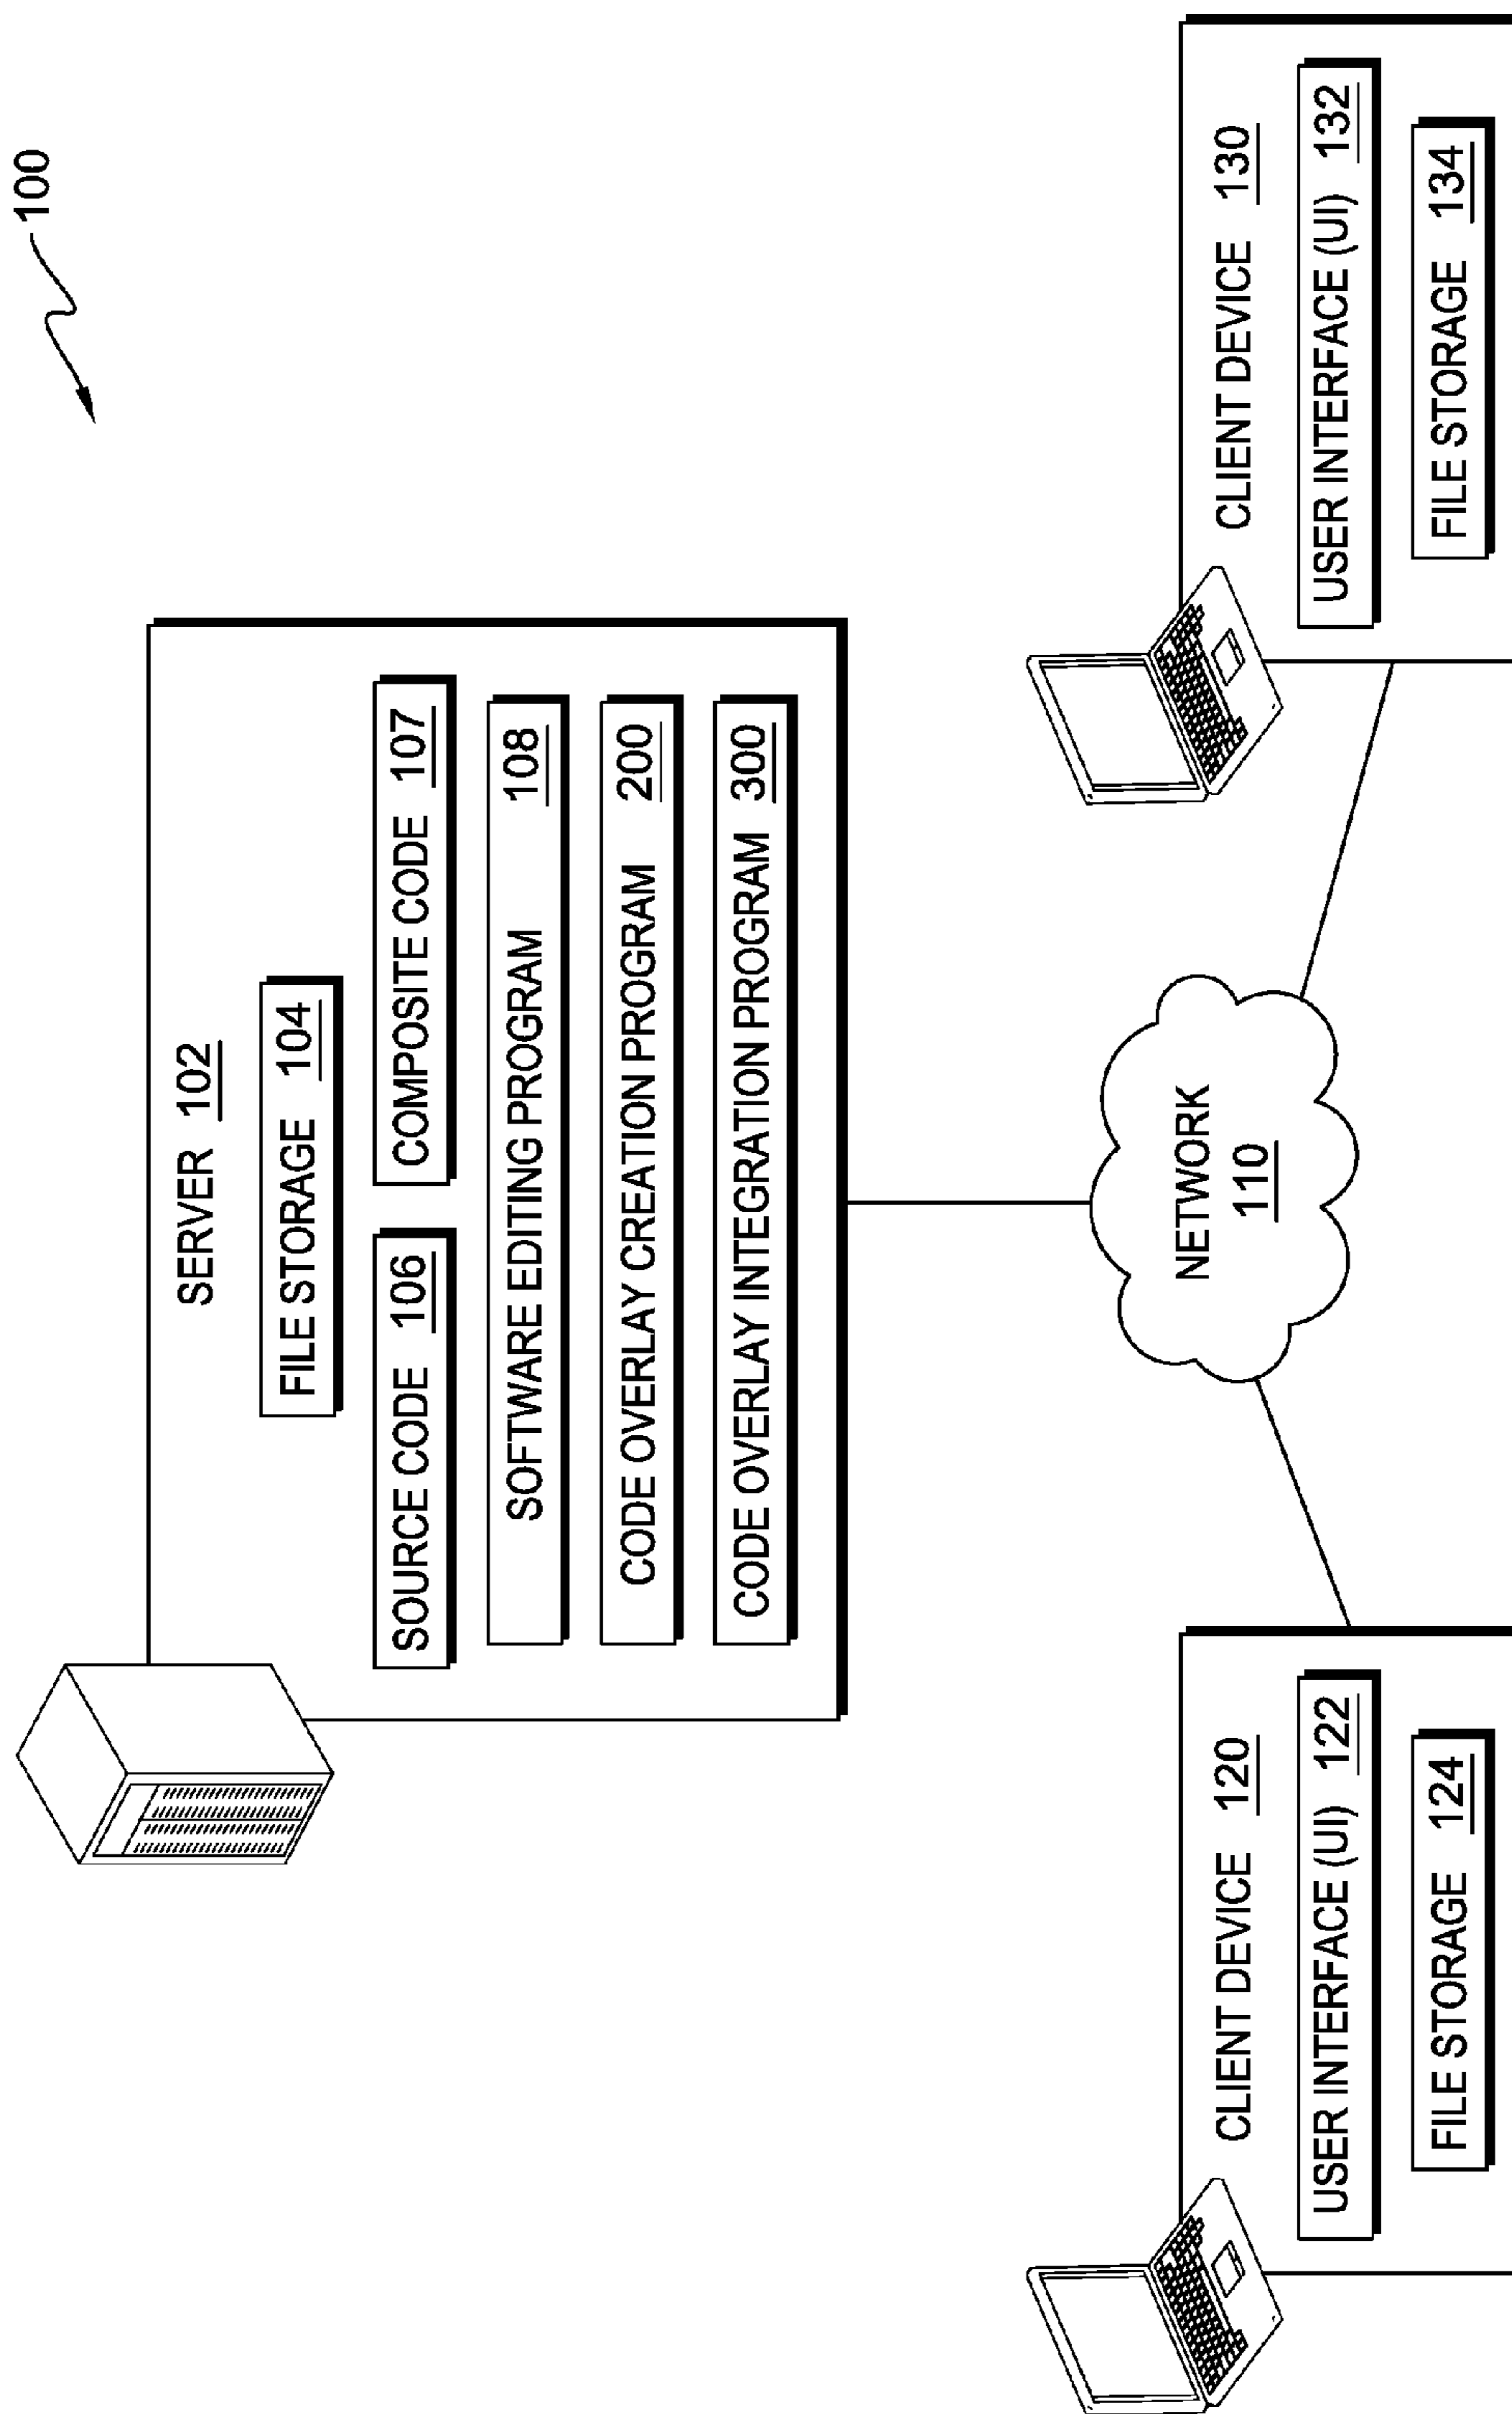 100
SERVER 102
FILE STORAGE 104
SOURCE CODE 106
COMPOSITE CODE 107
SOFTWARE EDITING PROGRAM 108
CODE OVERLAY CREATION PROGRAM 200
CODE OVERLAY INTEGRATION PROGRAM 300
NETWORK
110
CLIENT DEVICE 120
USER INTERFACE (UI) 122
FILE STORAGE 124
CLIENT DEVICE 130
USER INTERFACE (UI) 132
FILE STORAGE 134